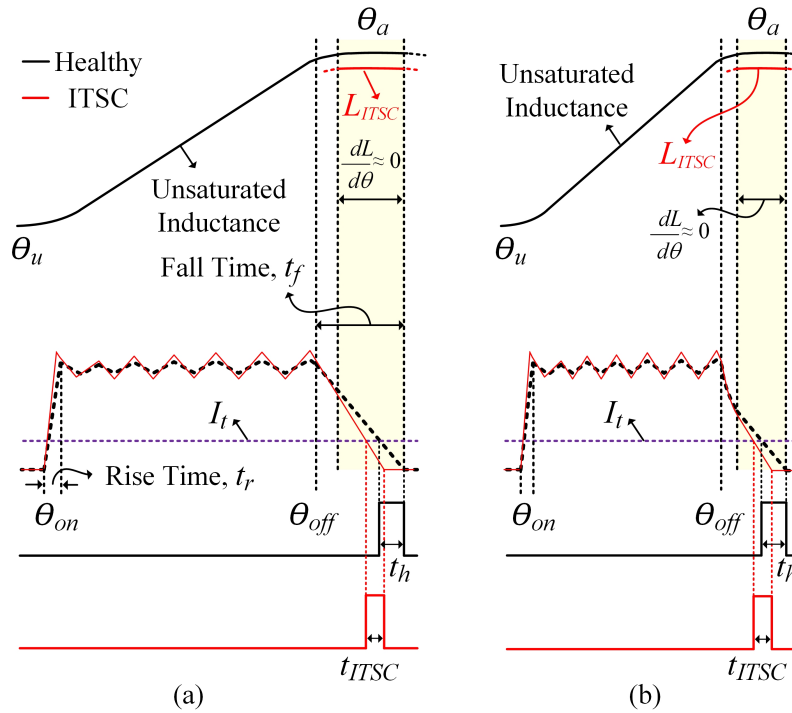 θa
Healthy
ITSC
LITSC
dL/dθ ≈ 0
Unsaturated
Inductance
θu
Fall Time, tf
It
Rise Time, tr
θon
θoff
th
tITSC
(a)
θa
Unsaturated
Inductance
LITSC
dL/dθ ≈ 0
θu
It
θon
θoff
th
tITSC
(b)